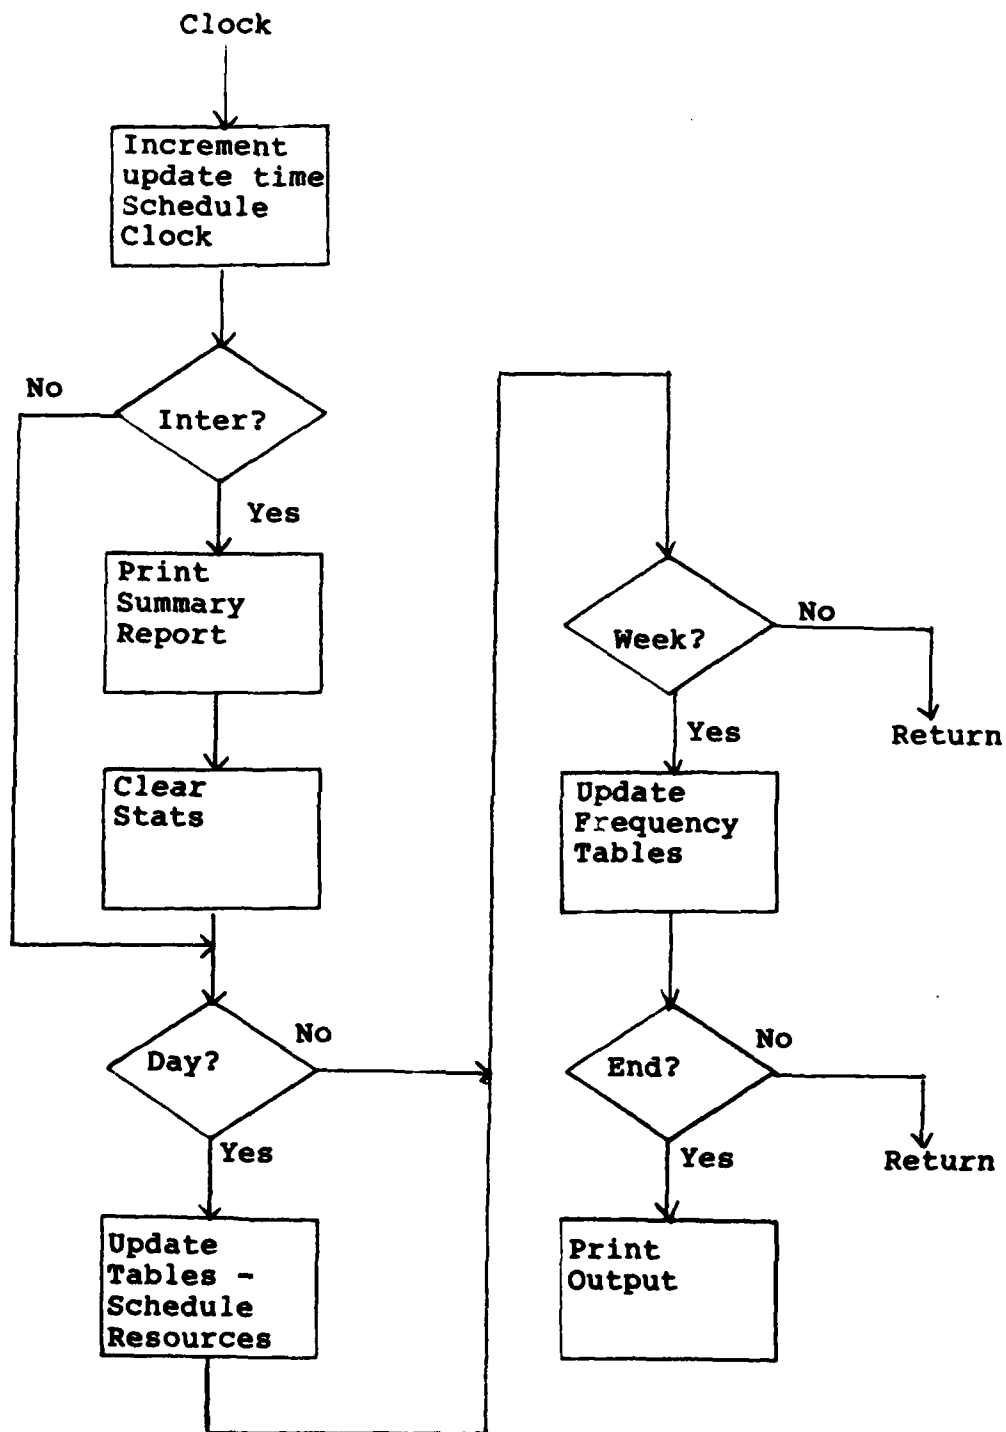 Clock
Increment
update time
Schedule
Clock
No
Inter?
Yes
Print
Summary
Report
Clear
Stats
Day?
No
Yes
Update
Tables -
Schedule
Resources
Week?
No
Return
Yes
Update
Frequency
Tables
End?
No
Return
Yes
Print
Output